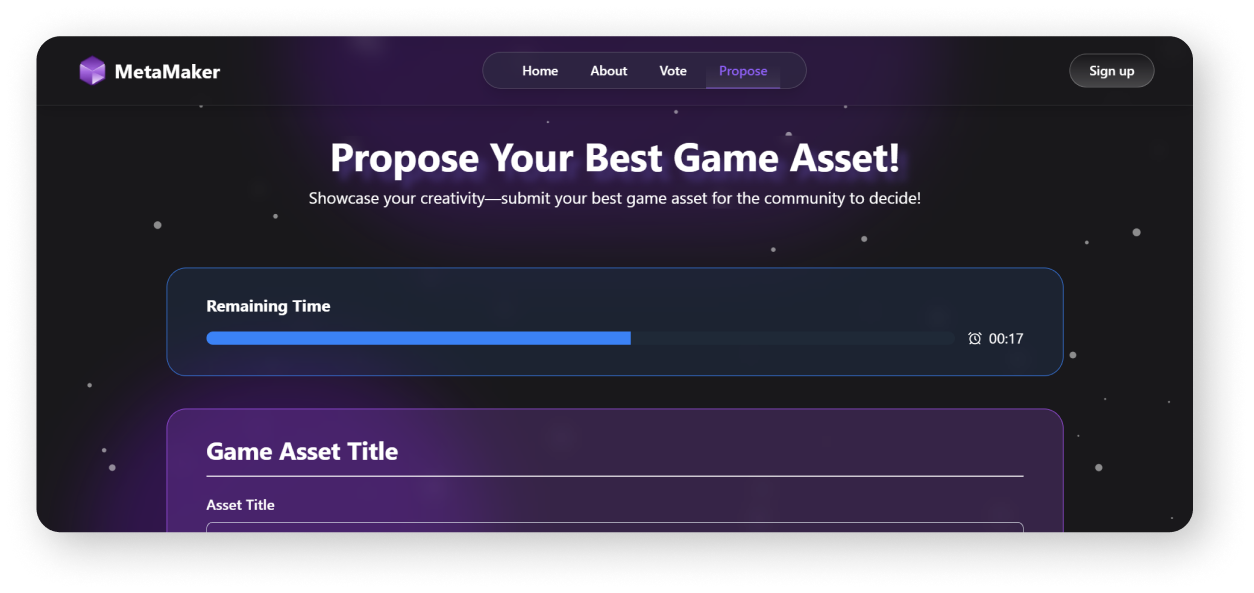 MetaMaker
Home About Vote Propose
Sign up
Propose Your Best Game Asset!
Showcase your creativity—submit your best game asset for the community to decide!
Remaining Time
00:17
Game Asset Title
Asset Title